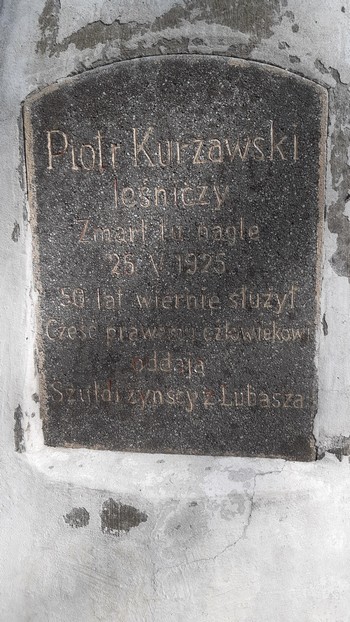 Piotr Kurzawski
leśniczy
Zmarł tu nagle
25 V 1925
50 lat wiernie służył
Cześć prawemu człowiekowi
oddają
Szułdrzyńscy z Lubasza